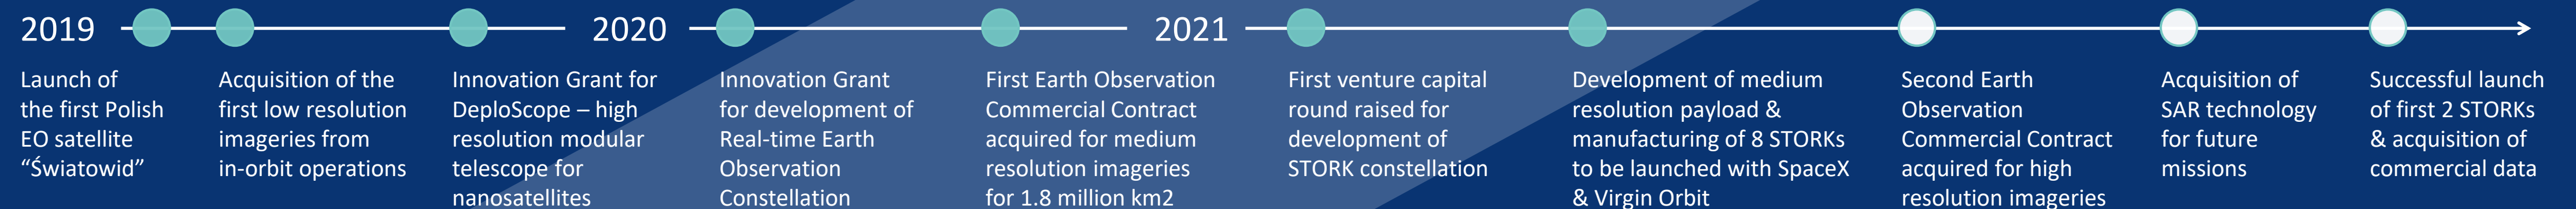 2019
2020
2021
Launch of
the first Polish
EO satellite
“Światowid”
Acquisition of the
first low resolution
imageries from
in-orbit operations
Innovation Grant for
DeploScope – high
resolution modular
telescope for
nanosatellites
Innovation Grant
for development of
Real-time Earth
Observation
Constellation
First Earth Observation
Commercial Contract
acquired for medium
resolution imageries
for 1.8 million km2
First venture capital
round raised for
development of
STORK constellation
Development of medium
resolution payload &
manufacturing of 8 STORKs
to be launched with SpaceX
& Virgin Orbit
Second Earth
Observation
Commercial Contract
acquired for high
resolution imageries
Acquisition of
SAR technology
for future
missions
Successful launch
of first 2 STORKs
& acquisition of
commercial data